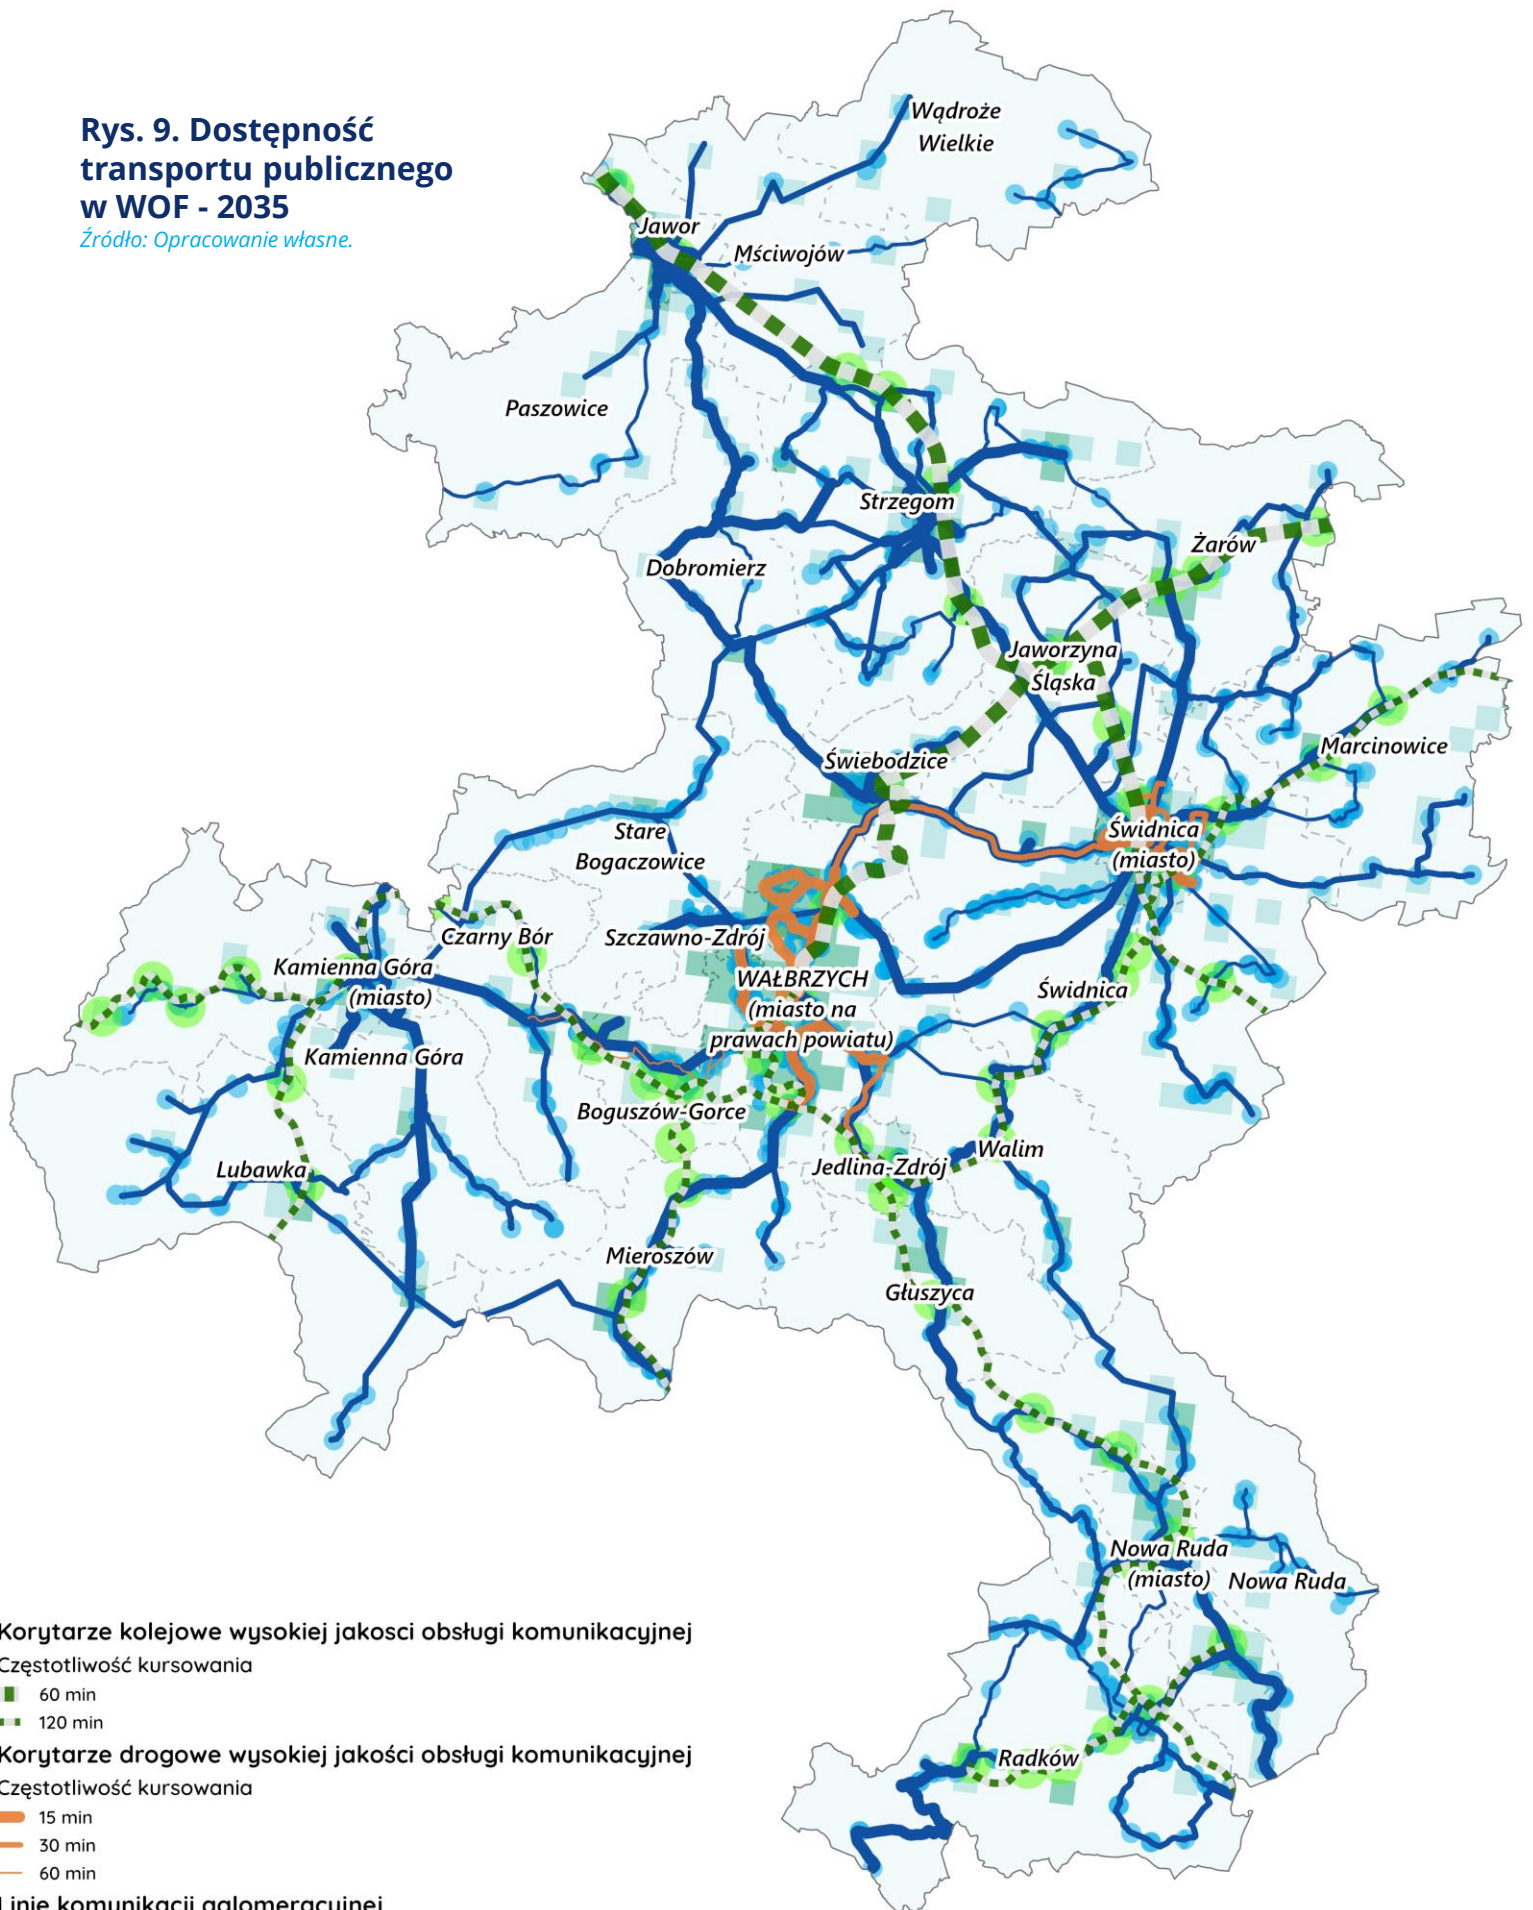 Rys. 9. Dostępność
transportu publicznego
w WOF - 2035
Źródło: Opracowanie własne.
Wądroże
Wielkie
Jawor
Mściwojów
Paszowice
Strzegom
Żarów
Dobromierz
Jaworzyna
Śląska
Marcinowice
Świebodzice
Stare
Bogaczowice
Świdnica
(miasto)
Czarny Bór
Szczawno-Zdrój
Kamienna Góra
(miasto)
WAŁBRZYCH
(miasto na
prawach powiatu)
Świdnica
Kamienna Góra
Boguszów-Gorce
Lubawka
Jedlina-Zdrój
Walim
Mieroszów
Głuszyca
Nowa Ruda
(miasto)
Nowa Ruda
Radków
Korytarze kolejowe wysokiej jakosci obsługi komunikacyjnej
Częstotliwość kursowania
60 min
120 min
Korytarze drogowe wysokiej jakości obsługi komunikacyjnej
Częstotliwość kursowania
15 min
30 min
60 min
Linie komunikacji aglomeracyjnej